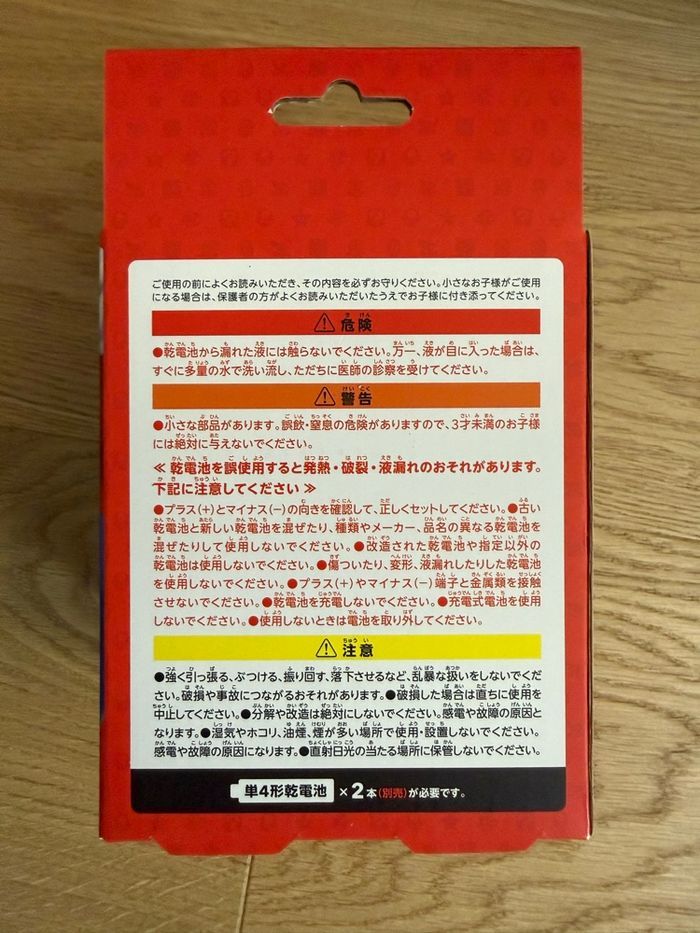 ご使用の前によくお読みいただき、その内容を必ずお守りください。小さなお子様がご使用
になる場合は、保護者の方がよくお読みいただいたうえでお子様に付き添ってください。
⚠危険
●乾電池から漏れた液には触らないでください。万一、液が目に入った場合は、
すぐに多量の水で洗い流し、ただちに医師の診察を受けてください。
⚠警告
●小さな部品があります。誤飲・窒息の危険がありますので、3才未満のお子様
には絶対に与えないでください。
≪乾電池を誤使用すると発熱・破裂・液漏れのおそれがあります。
下記に注意してください≫
●プラス(+)とマイナス(−)の向きを確認して、正しくセットしてください。●古い
乾電池と新しい乾電池を混ぜたり、種類やメーカー、品名の異なる乾電池を
混ぜたりして使用しないでください。●改造された乾電池や指定以外の
乾電池は使用しないでください。●傷ついたり、変形、液漏れしたりした乾電池
を使用しないでください。●プラス(+)やマイナス(−)端子と金属類を接触
させないでください。●乾電池を充電しないでください。●充電式電池を使用
しないでください。●使用しないときは電池を取り外してください。
⚠注意
●強く引っ張る、ぶつける、振り回す、落下させるなど、乱暴な扱いをしないでくだ
さい。破損や事故につながるおそれがあります。●破損した場合は直ちに使用を
中止してください。●分解や改造は絶対にしないでください。感電や故障の原因と
なります。●湿気やホコリ、油煙、煙が多い場所で使用・設置しないでください。
感電や故障の原因になります。●直射日光の当たる場所に保管しないでください。
単4形乾電池×2本(別売)が必要です。